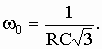 ω₀ = 1/(RC√3).